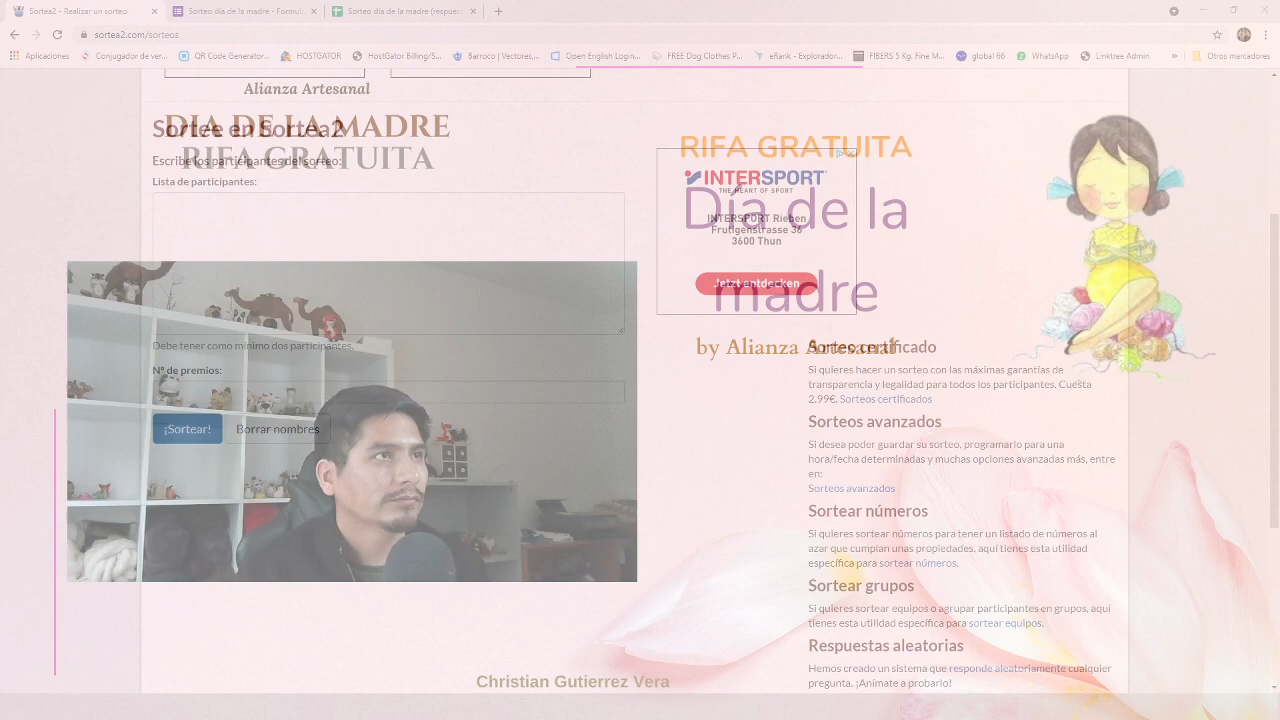 Sortea2 - Realizar un sorteo
Sorteo día de la madre - Formul
Sorteo día de la madre (respues
sortea2.com/sorteos
Aplicaciones
Conjugador de ver...
QR Code Generator...
HOSTGATOR
HostGator Billing/S...
Barroco | Vectores,...
Open English Login...
FREE Dog Clothes P...
eRank - Explorador...
FIBERS 5 Kg. Fine M...
global 66
WhatsApp
Linktree Admin
»
Otros marcadores
Alianza Artesanal
DIA DE LA MADRE
RIFA GRATUITA
Sorteo en Sortea2
Escribe los participantes del sorteo:
Lista de participantes:
Debe tener como mínimo dos participantes.
Nº de premios:
¡Sortear!
Borrar nombres
RIFA GRATUITA
Día de la
madre
by Alianza Artesanal
INTERSPORT
THE HEART OF SPORT
INTERSPORT Rieben
Frutigenstrasse 36
3600 Thun
Jetzt entdecken
Sorteo certificado
Si quieres hacer un sorteo con las máximas garantías de
transparencia y legalidad para todos los participantes. Cuesta
2.99€. Sorteos certificados
Sorteos avanzados
Si desea poder guardar su sorteo, programarlo para una
hora/fecha determinadas y muchas opciones avanzadas más, entre
en:
Sorteos avanzados
Sortear números
Si quieres sortear números para tener un listado de números al
azar que cumplan unas propiedades, aquí tienes esta utilidad
específica para sortear números.
Sortear grupos
Si quieres sortear equipos o agrupar participantes en grupos, aquí
tienes esta utilidad específica para sortear equipos.
Respuestas aleatorias
Hemos creado un sistema que responde aleatoriamente cualquier
pregunta. ¡Anímate a probarlo!
Christian Gutierrez Vera